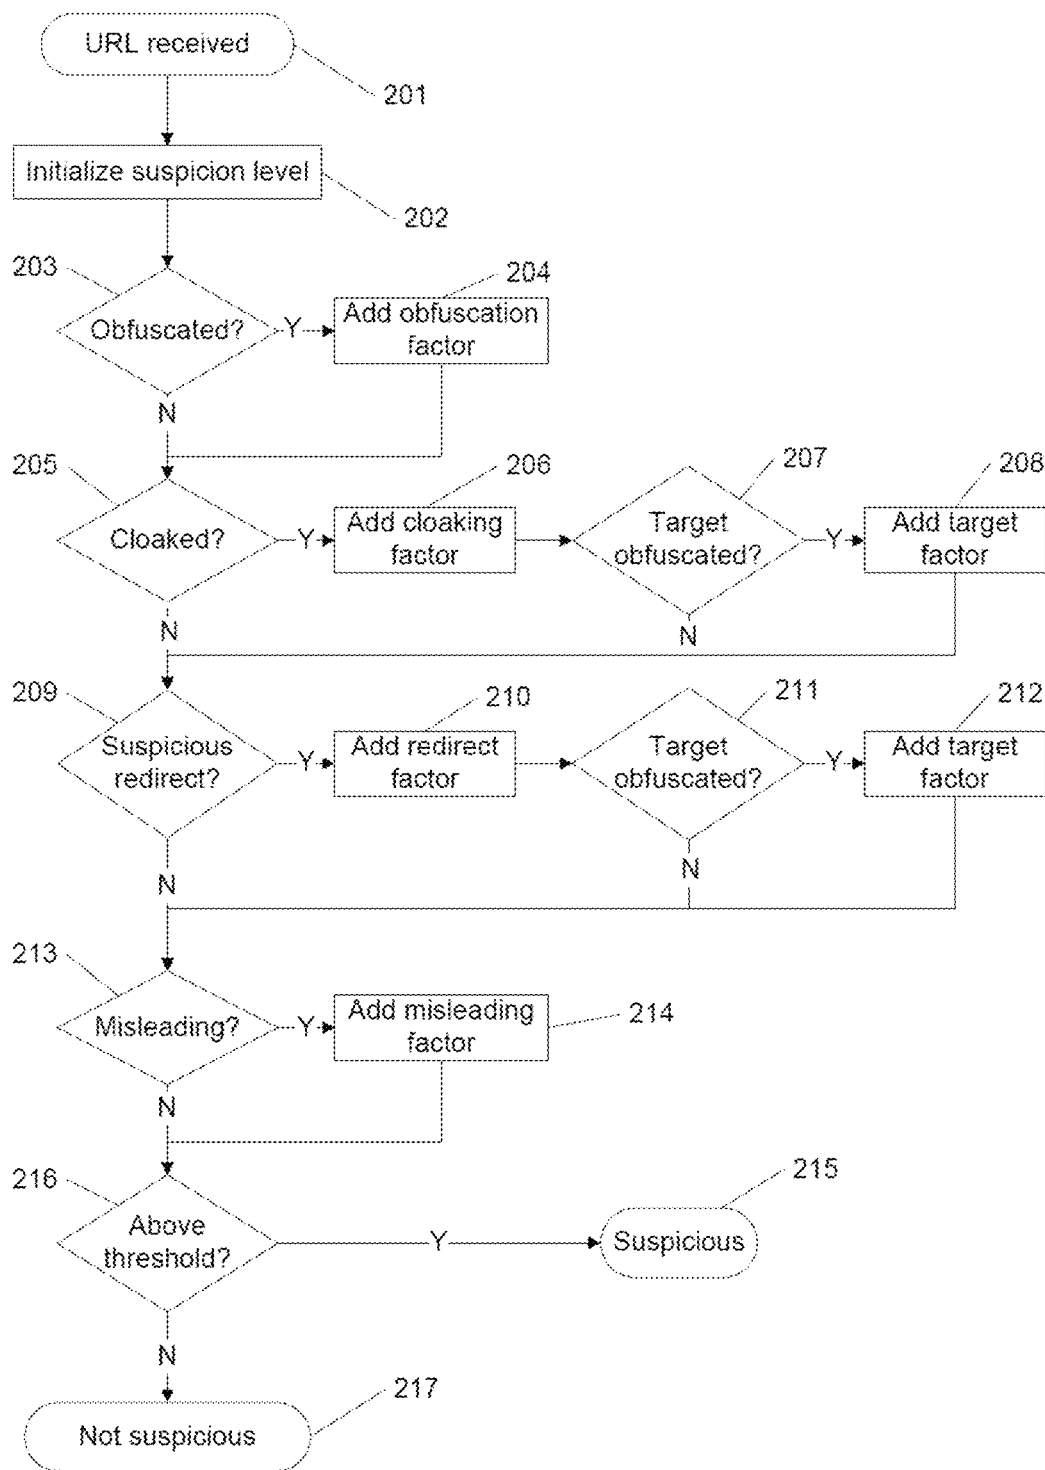 URL received
201
Initialize suspicion level
202
203
204
Obfuscated?
Y
Add obfuscation
factor
N
205
206
207
208
Cloaked?
Y
Add cloaking
factor
Target
obfuscated?
Y
Add target
factor
N
N
209
210
211
212
Suspicious
redirect?
Y
Add redirect
factor
Target
obfuscated?
Y
Add target
factor
N
N
213
Misleading?
Y
Add misleading
factor
214
N
216
215
Above
threshold?
Y
Suspicious
N
217
Not suspicious